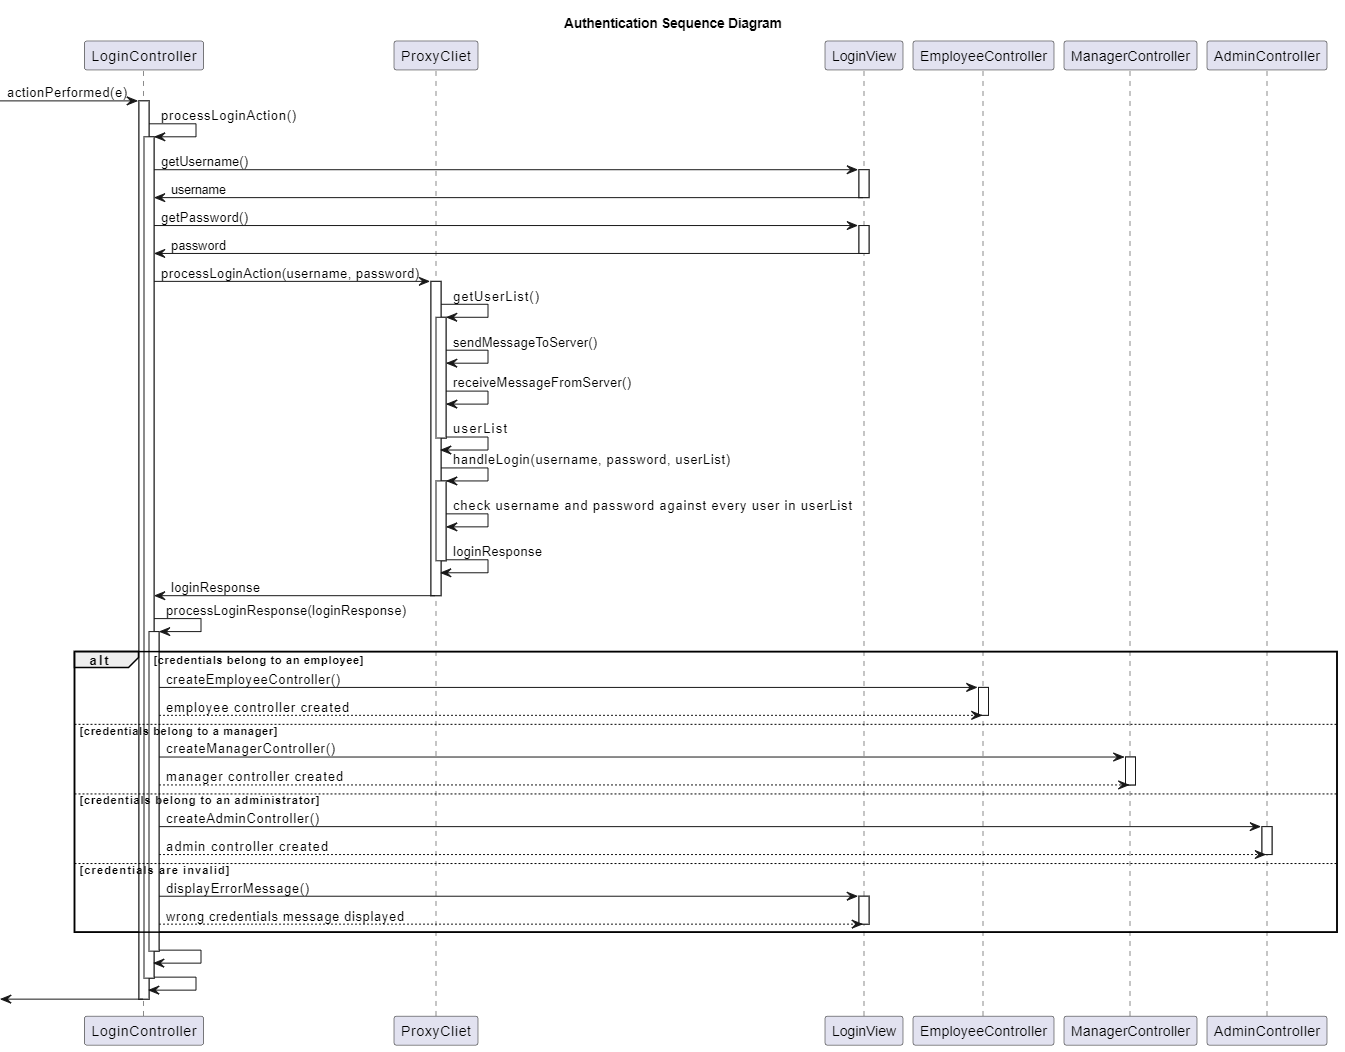 Authentication Sequence Diagram
LoginController
ProxyCliet
LoginView
EmployeeController
ManagerController
AdminController
actionPerformed(e)
processLoginAction()
getUsername()
username
getPassword()
password
processLoginAction(username, password)
getUserList()
sendMessageToServer()
receiveMessageFromServer()
userList
handleLogin(username, password, userList)
check username and password against every user in userList
loginResponse
loginResponse
processLoginResponse(loginResponse)
alt [credentials belong to an employee]
createEmployeeController()
employee controller created
[credentials belong to a manager]
createManagerController()
manager controller created
[credentials belong to an administrator]
createAdminController()
admin controller created
[credentials are invalid]
displayErrorMessage()
wrong credentials message displayed
LoginController
ProxyCliet
LoginView
EmployeeController
ManagerController
AdminController